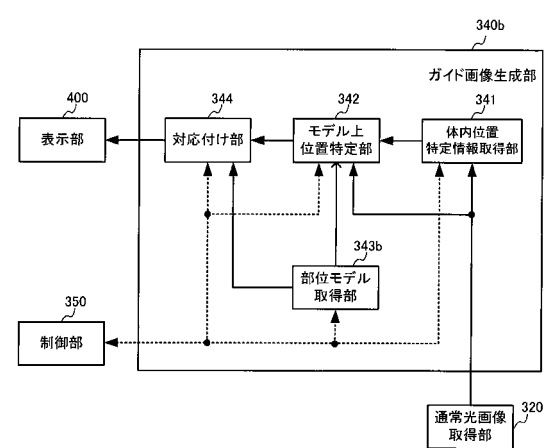 340b
ガイド画像生成部
400
344
342
341
表示部
対応付け部
モデル上
位置特定部
体内位置
特定情報取得部
343b
部位モデル
取得部
350
制御部
通常光画像
取得部
320